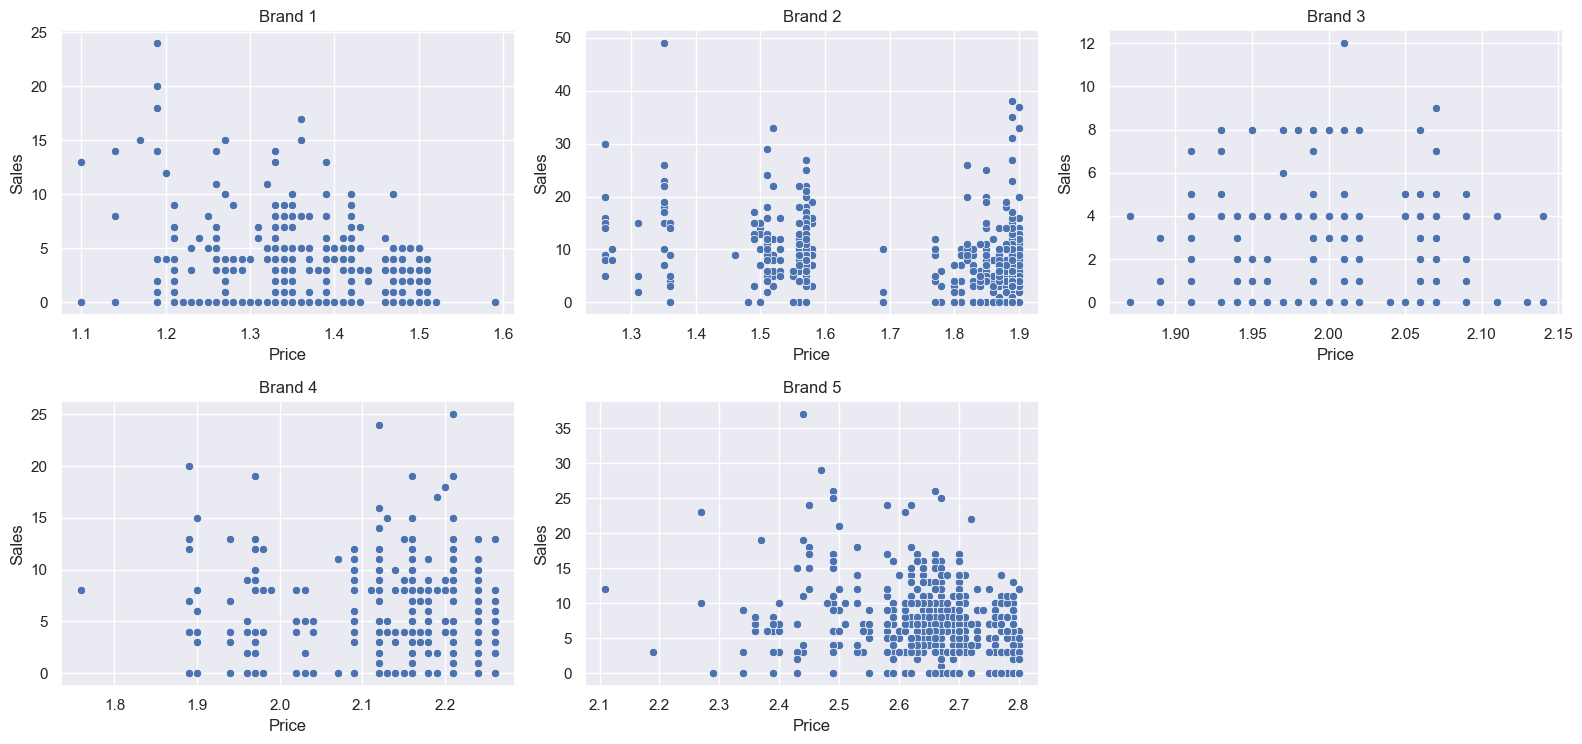 Brand 1
25
20
15
10
5
0
Sales
1.1 1.2 1.3 1.4 1.5 1.6
Price
Brand 2
50
40
30
20
10
0
Sales
1.3 1.4 1.5 1.6 1.7 1.8 1.9
Price
Brand 3
12
10
8
6
4
2
0
Sales
1.90 1.95 2.00 2.05 2.10 2.15
Price
Brand 4
25
20
15
10
5
0
Sales
1.8 1.9 2.0 2.1 2.2
Price
Brand 5
35
30
25
20
15
10
5
0
Sales
2.1 2.2 2.3 2.4 2.5 2.6 2.7 2.8
Price